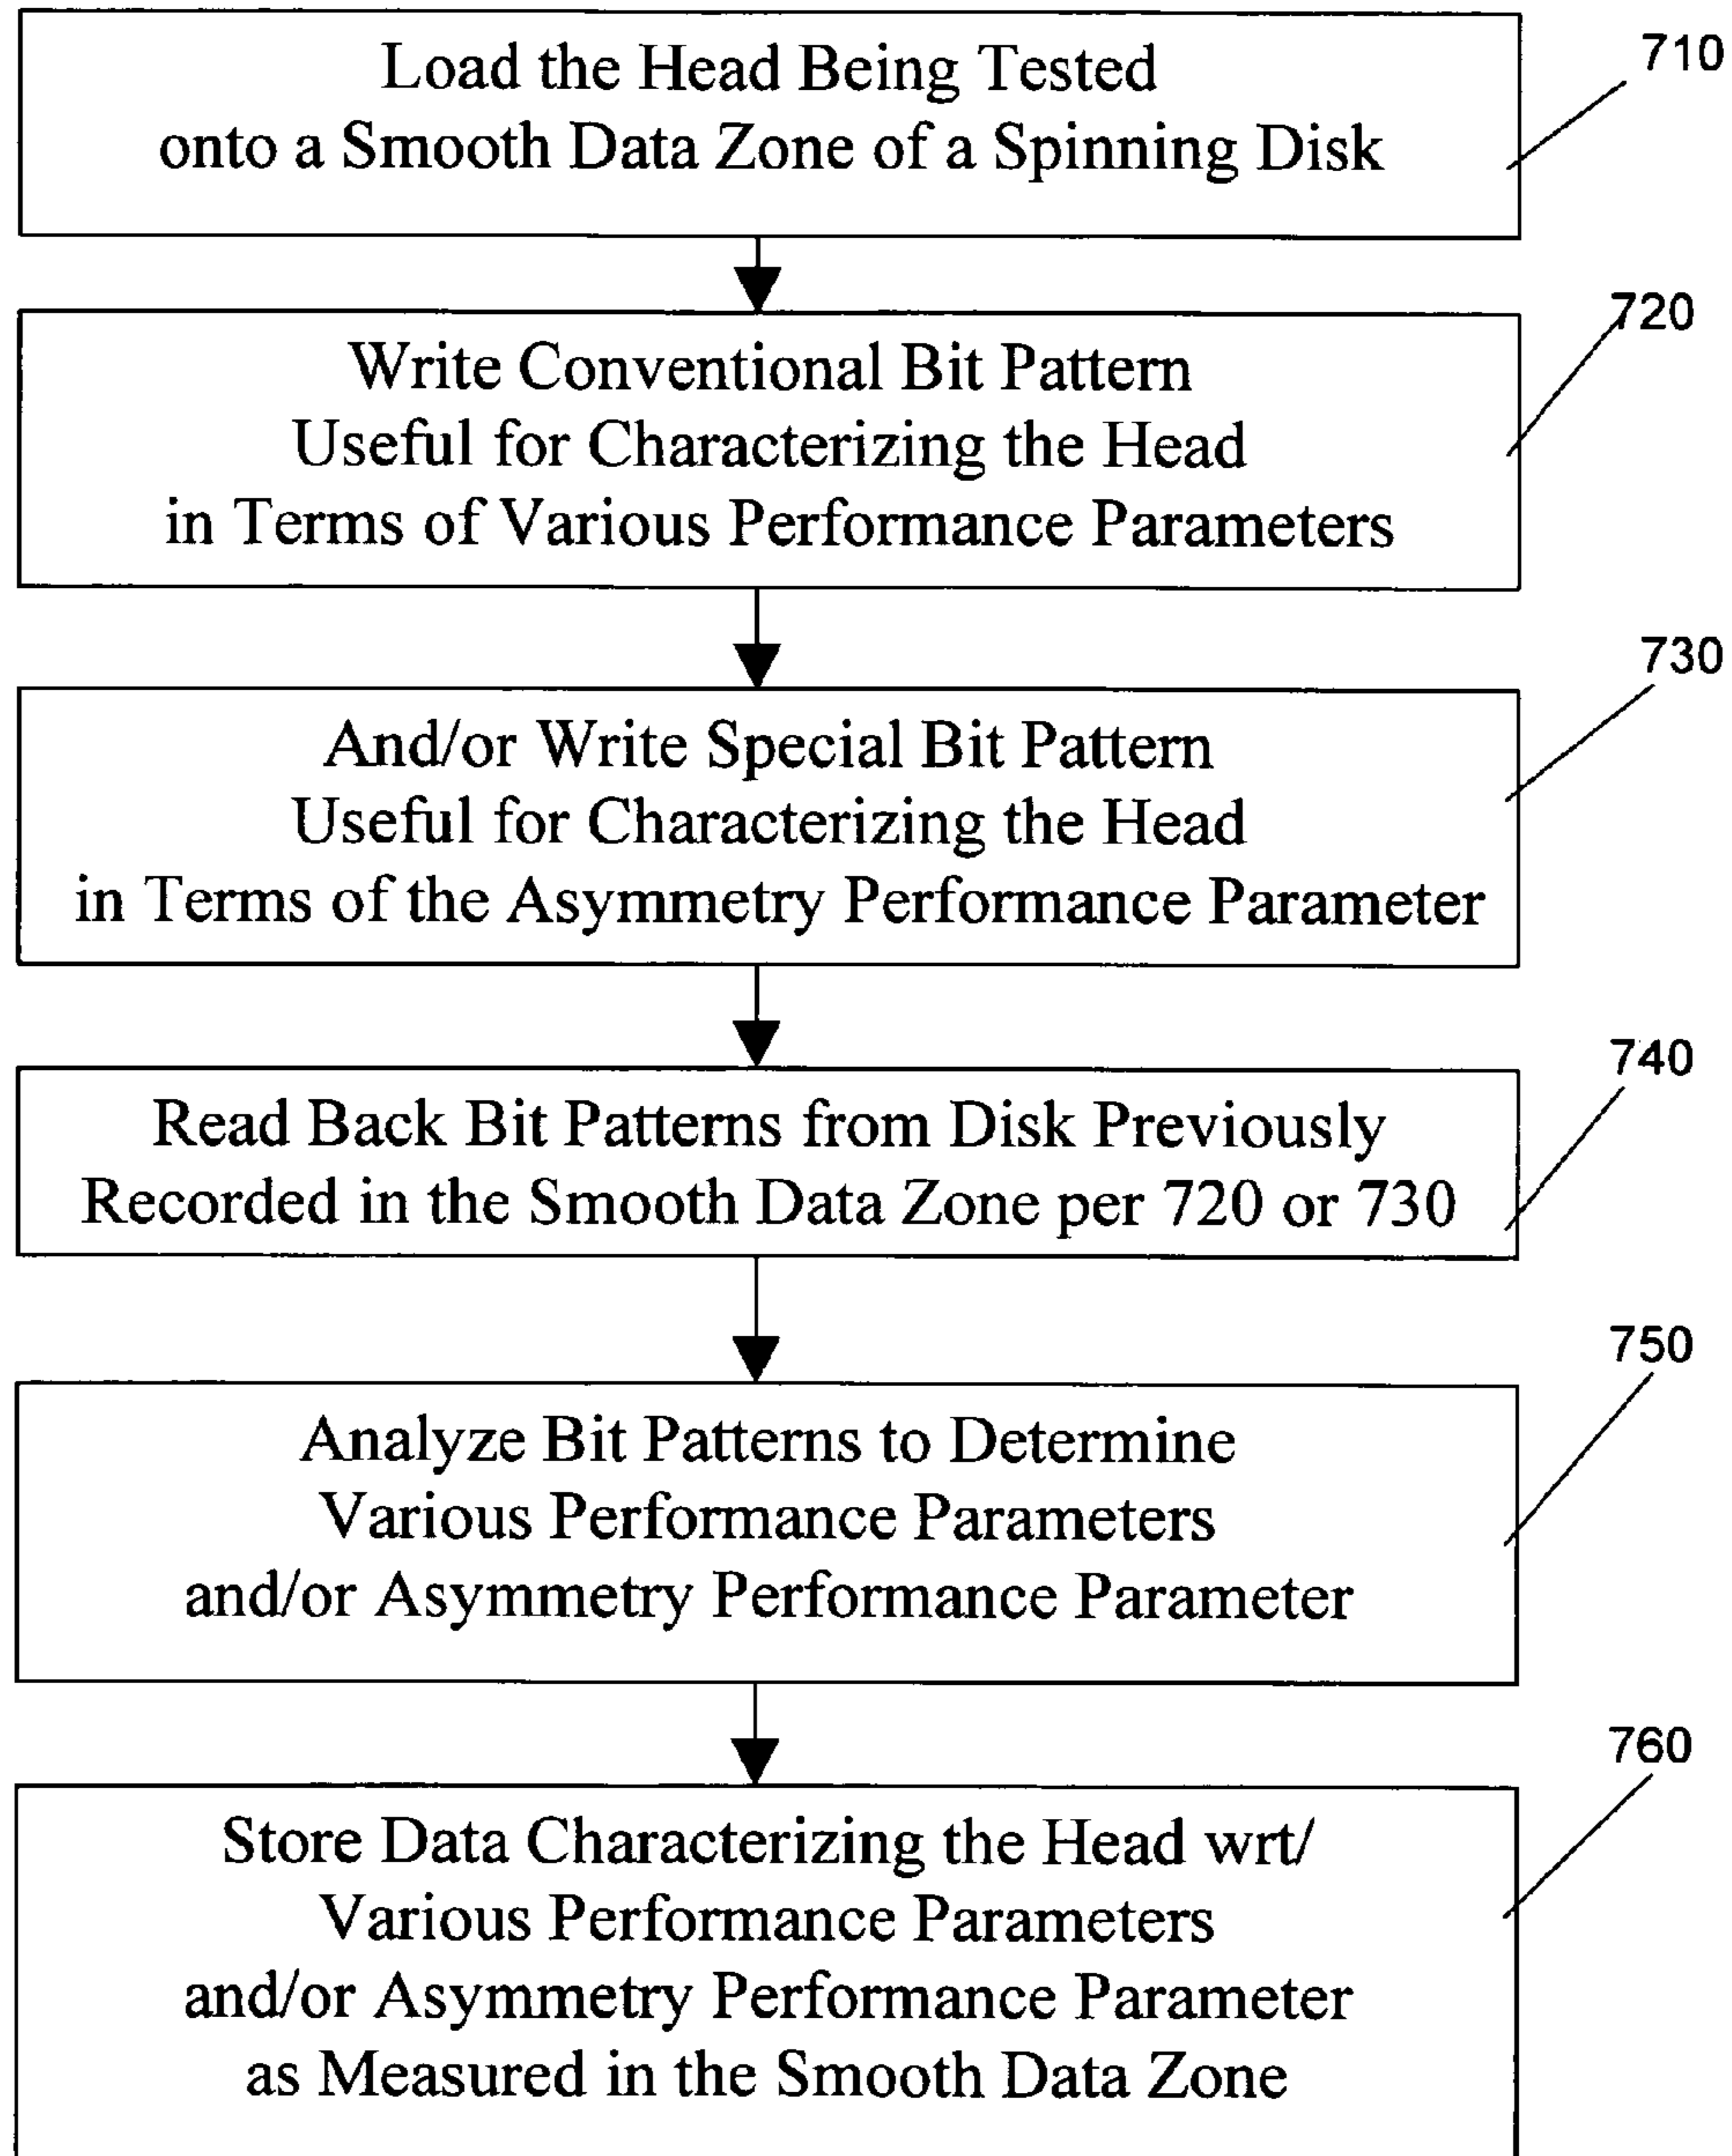 Load the Head Being Tested
onto a Smooth Data Zone of a Spinning Disk
710
Write Conventional Bit Pattern
Useful for Characterizing the Head
in Terms of Various Performance Parameters
720
And/or Write Special Bit Pattern
Useful for Characterizing the Head
in Terms of the Asymmetry Performance Parameter
730
Read Back Bit Patterns from Disk Previously
Recorded in the Smooth Data Zone per 720 or 730
740
Analyze Bit Patterns to Determine
Various Performance Parameters
and/or Asymmetry Performance Parameter
750
Store Data Characterizing the Head wrt/
Various Performance Parameters
and/or Asymmetry Performance Parameter
as Measured in the Smooth Data Zone
760